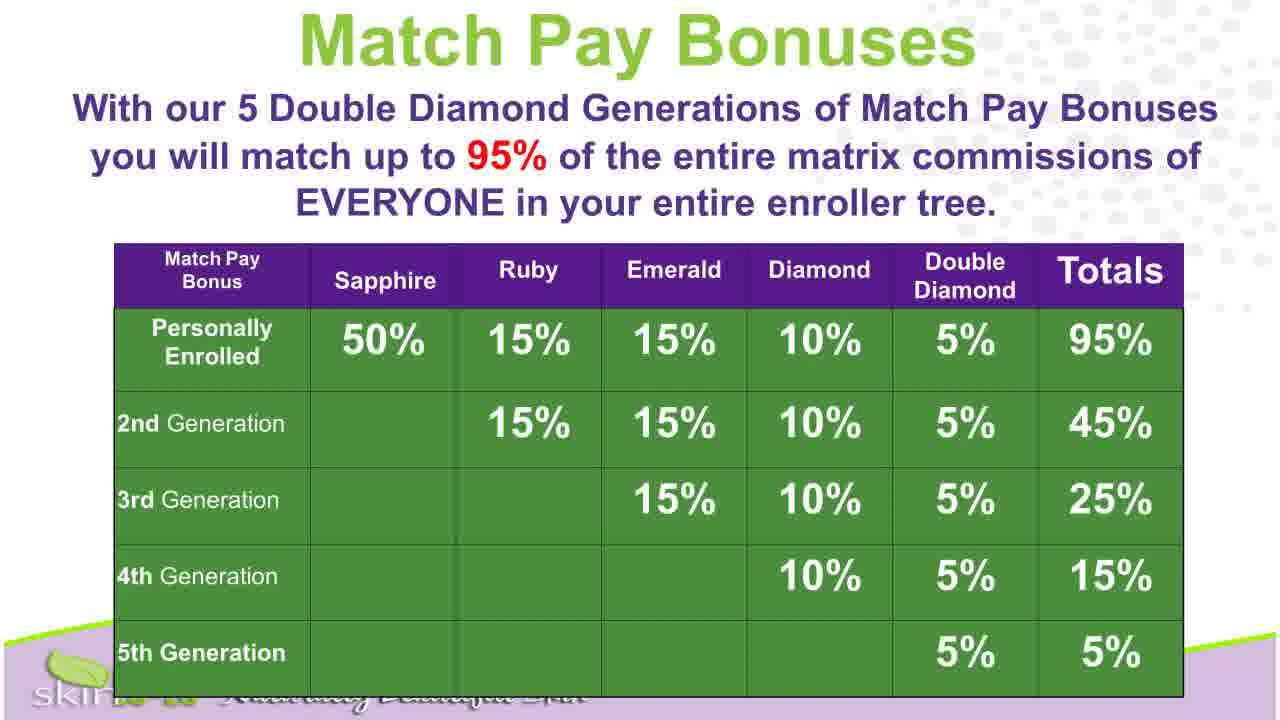 Match Pay Bonuses
With our 5 Double Diamond Generations of Match Pay Bonuses
you will match up to 95% of the entire matrix commissions of
EVERYONE in your entire enroller tree.
Match Pay Bonus Sapphire Ruby Emerald Diamond Double Diamond Totals
Personally Enrolled 50% 15% 15% 10% 5% 95%
2nd Generation 15% 15% 10% 5% 45%
3rd Generation 15% 10% 5% 25%
4th Generation 10% 5% 15%
5th Generation 5% 5%